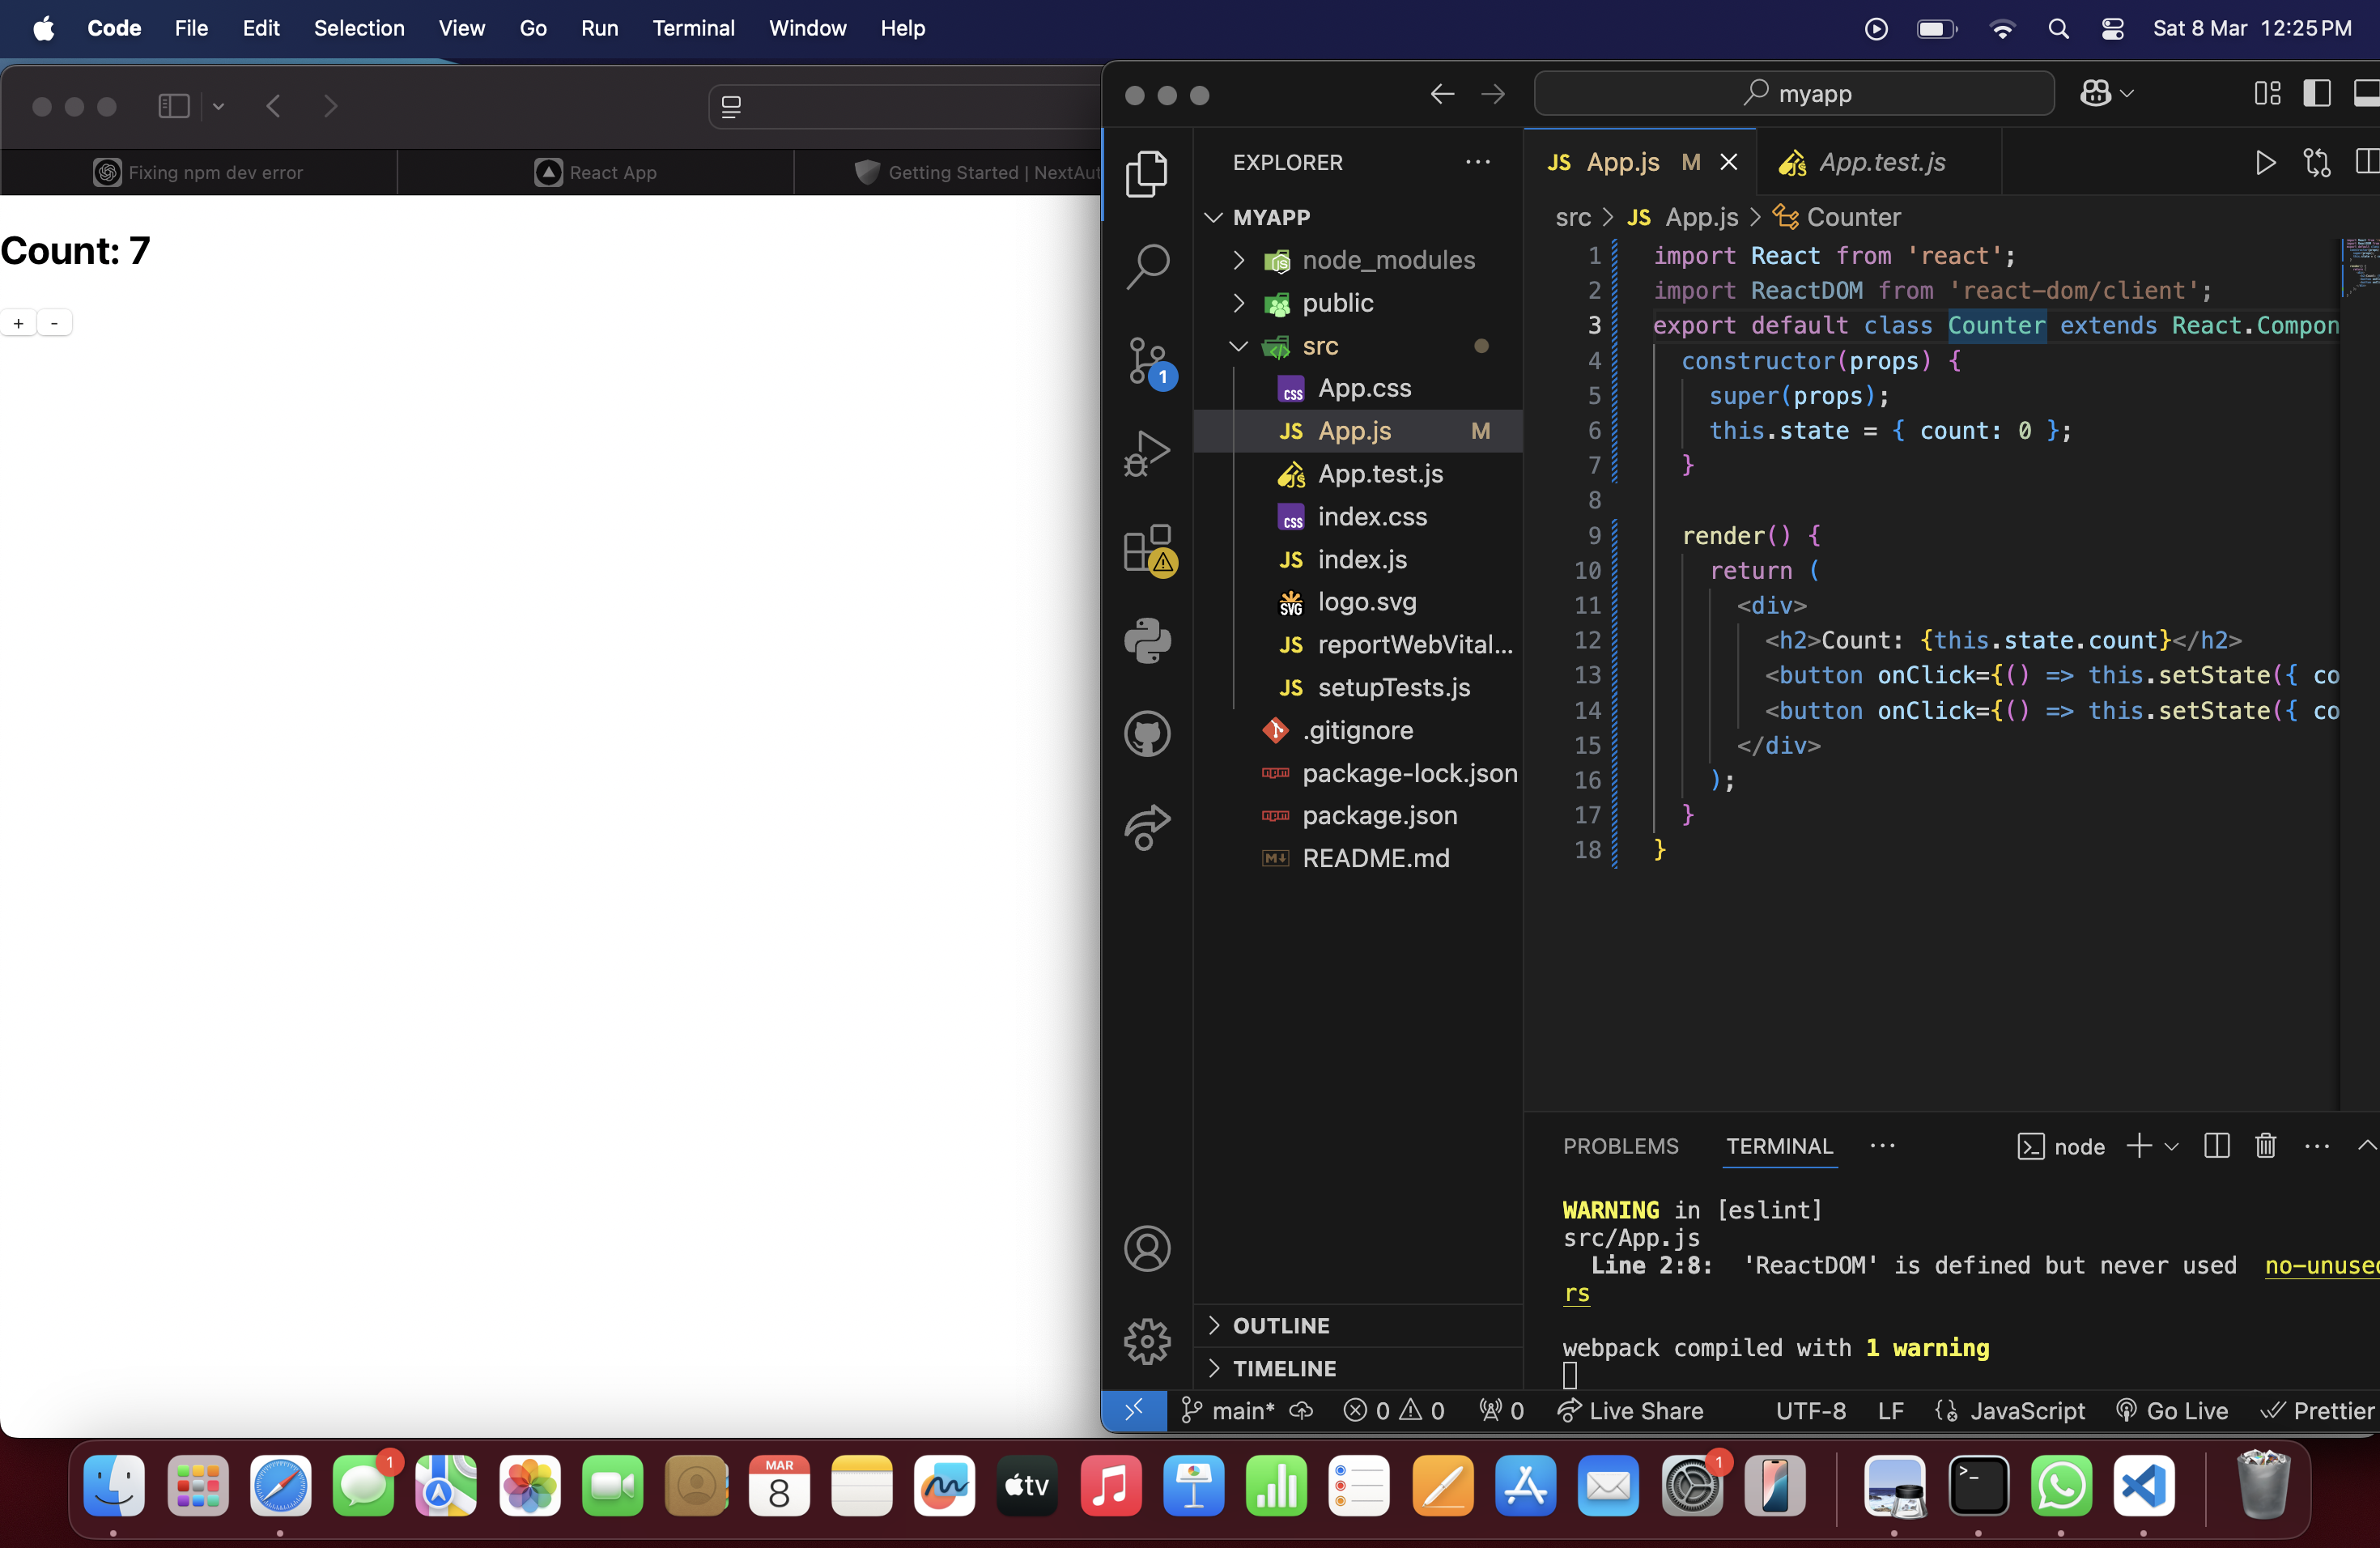 Code File Edit Selection View Go Run Terminal Window Help
Sat 8 Mar 12:25 PM
Fixing npm dev error
React App
Getting Started | NextAut
Count: 7
+ -
myapp
EXPLORER
MYAPP
node_modules
public
src
App.css
App.js M
App.test.js
index.css
index.js
logo.svg
reportWebVital...
setupTests.js
.gitignore
package-lock.json
package.json
README.md
OUTLINE
TIMELINE
JS App.js M
App.test.js
src > JS App.js > Counter
1 import React from 'react';
2 import ReactDOM from 'react-dom/client';
3 export default class Counter extends React.Compon
4 constructor(props) {
5 super(props);
6 this.state = { count: 0 };
7 }
8
9 render() {
10 return (
11 <div>
12 <h2>Count: {this.state.count}</h2>
13 <button onClick={() => this.setState({ co
14 <button onClick={() => this.setState({ co
15 </div>
16 );
17 }
18 }
PROBLEMS TERMINAL ... node
WARNING in [eslint]
src/App.js
Line 2:8: 'ReactDOM' is defined but never used no-unused
rs
webpack compiled with 1 warning
main* 0 0 0 Live Share UTF-8 LF JavaScript Go Live Prettier
1
MAR
8
tv
1